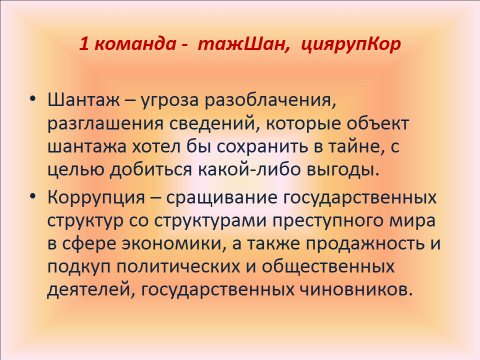 1 команда - тажШан, циярупКор
• Шантаж – угроза разоблачения,
разглашения сведений, которые объект
шантажа хотел бы сохранить в тайне, с
целью добиться какой-либо выгоды.
• Коррупция – сращивание государственных
структур со структурами преступного мира
в сфере экономики, а также продажность и
подкуп политических и общественных
деятелей, государственных чиновников.